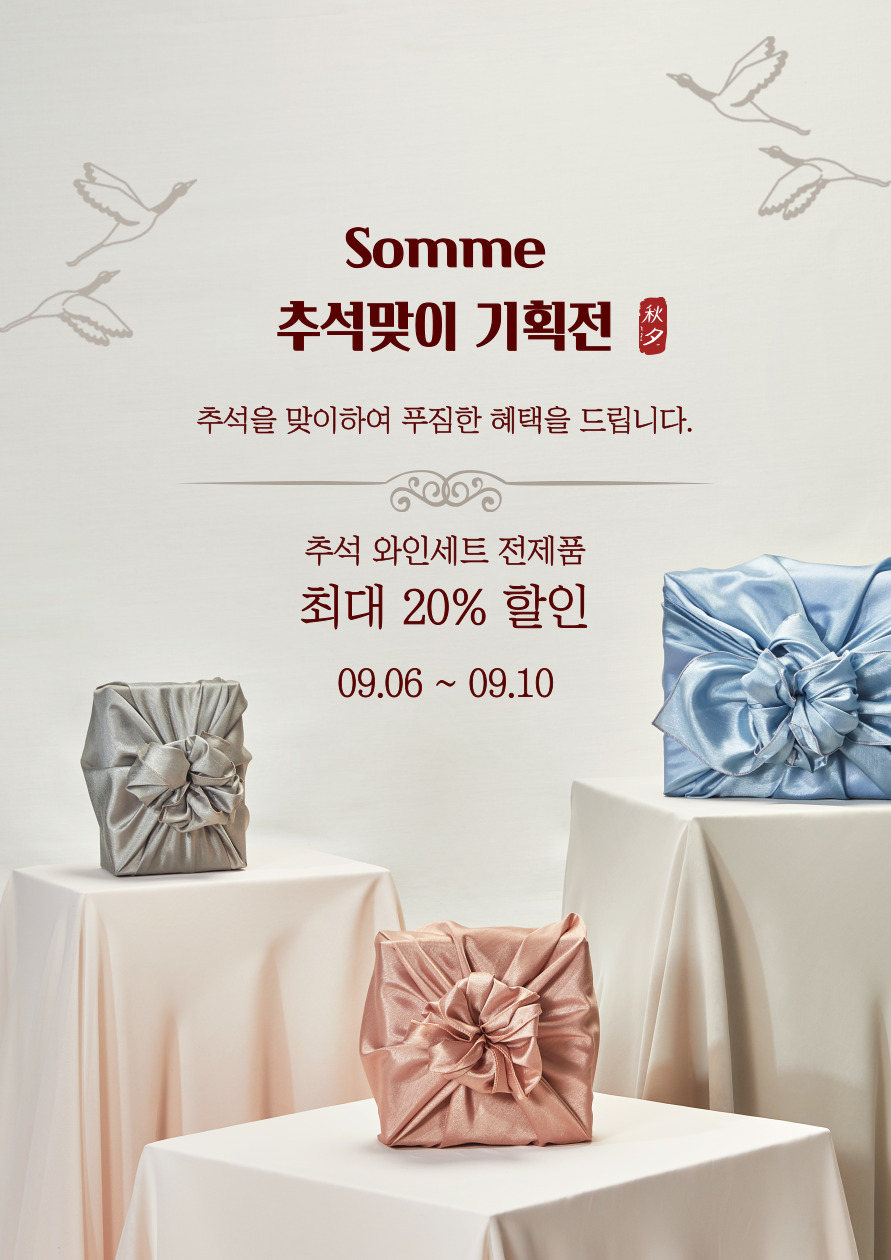 Somme
추석맞이 기획전
秋夕
추석을 맞이하여 푸짐한 혜택을 드립니다.
추석 와인세트 전제품
최대 20% 할인
09.06 ~ 09.10